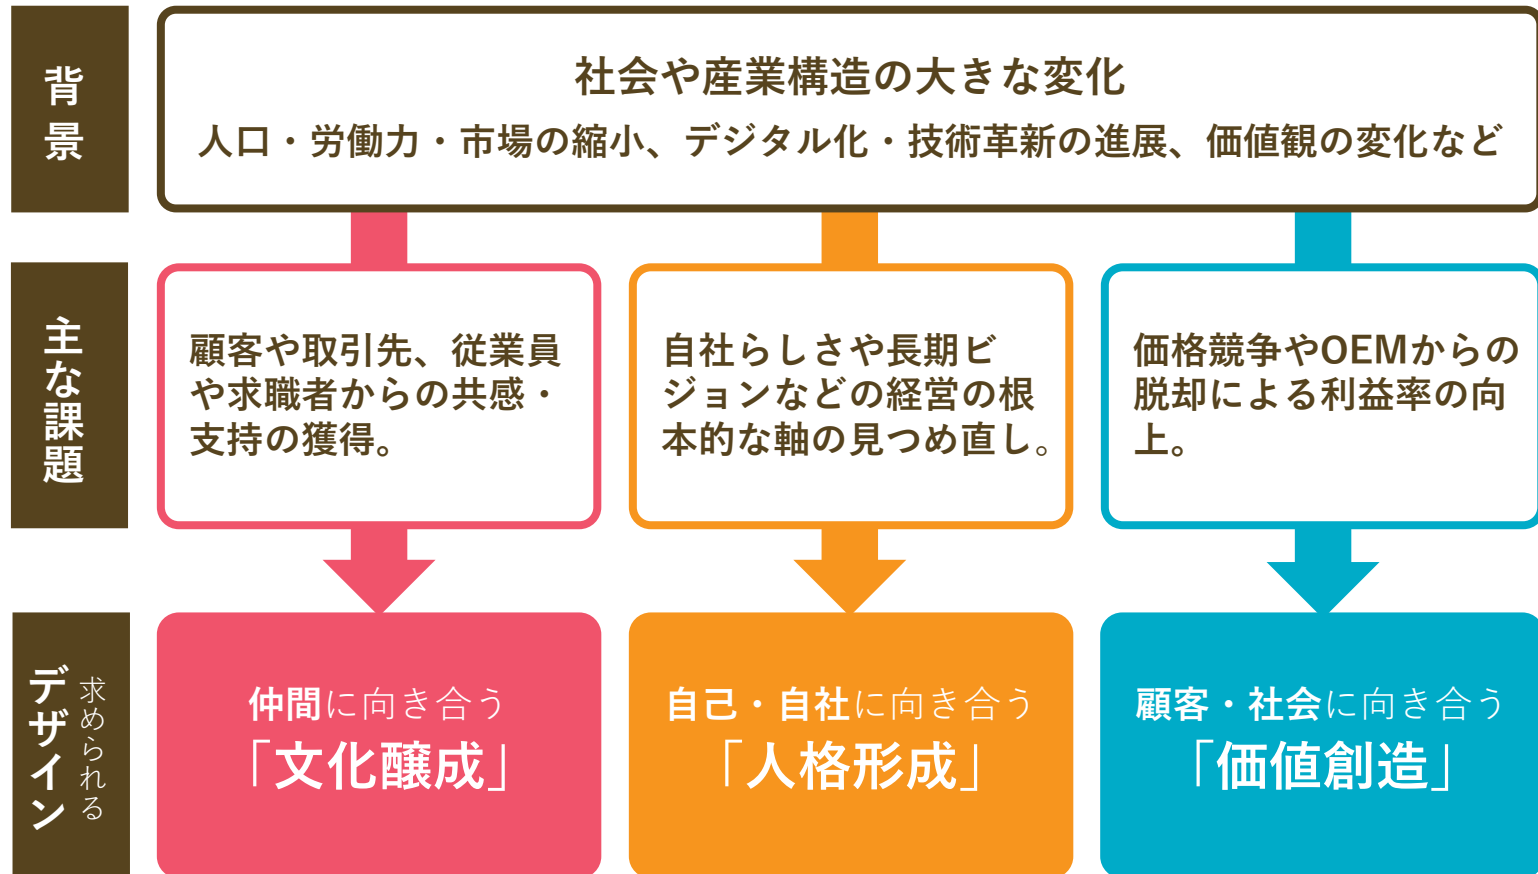 背景
社会や産業構造の大きな変化
人口・労働力・市場の縮小、デジタル化・技術革新の進展、価値観の変化など
主な課題
顧客や取引先、従業員
や求職者からの共感・
支持の獲得。
自社らしさや長期ビ
ジョンなどの経営の根
本的な軸の見つめ直し。
価格競争やOEMからの
脱却による利益率の向
上。
求められる
デザイン
仲間に向き合う
「文化醸成」
自己・自社に向き合う
「人格形成」
顧客・社会に向き合う
「価値創造」